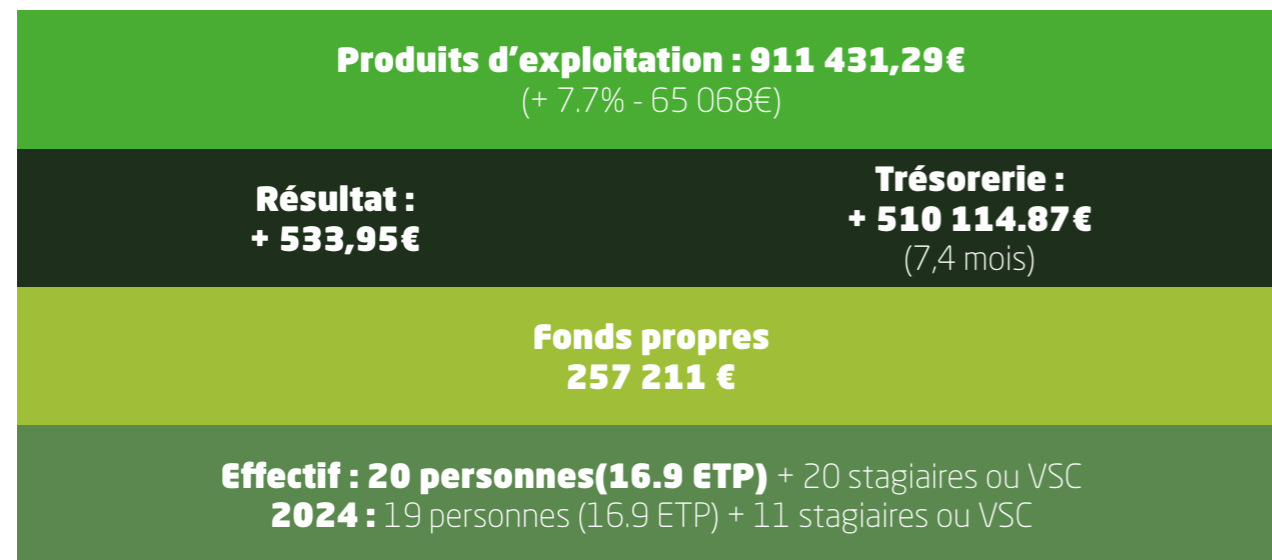 Produits d’exploitation : 911 431,29€
(+ 7.7% - 65 068€)
Résultat :
+ 533,95€
Trésorerie :
+ 510 114.87€
(7,4 mois)
Fonds propres
257 211 €
Effectif : 20 personnes(16.9 ETP) + 20 stagiaires ou VSC
2024 : 19 personnes (16.9 ETP) + 11 stagiaires ou VSC